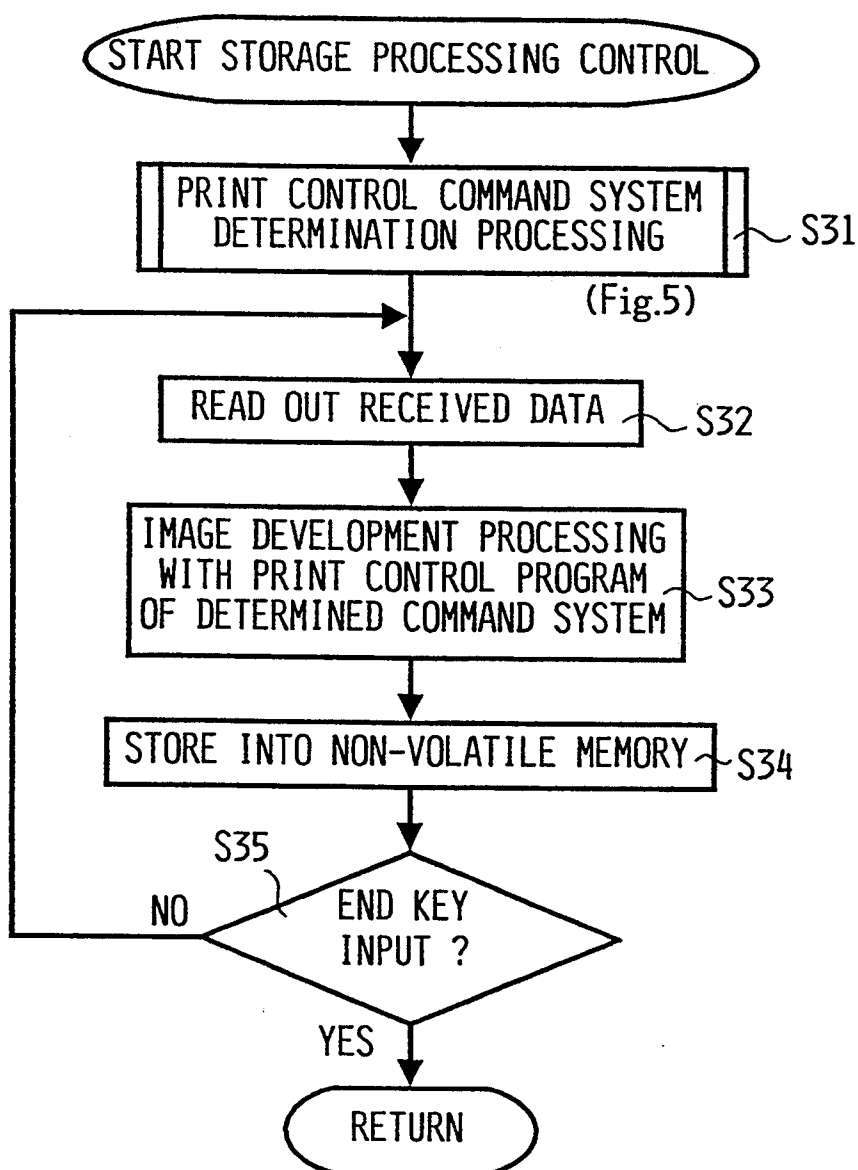 START STORAGE PROCESSING CONTROL
PRINT CONTROL COMMAND SYSTEM
DETERMINATION PROCESSING
S31
(Fig.5)
READ OUT RECEIVED DATA
S32
IMAGE DEVELOPMENT PROCESSING
WITH PRINT CONTROL PROGRAM
OF DETERMINED COMMAND SYSTEM
S33
STORE INTO NON-VOLATILE MEMORY
S34
S35
END KEY
INPUT ?
NO
YES
RETURN